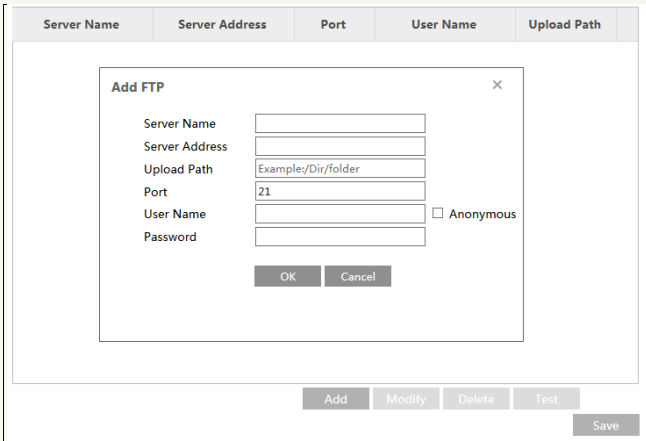 Server Name Server Address Port User Name Upload Path
Add FTP ×
Server Name
Server Address
Upload Path Example:/Dir/folder
Port 21
User Name Anonymous
Password
OK Cancel
Add Modify Delete Test
Save